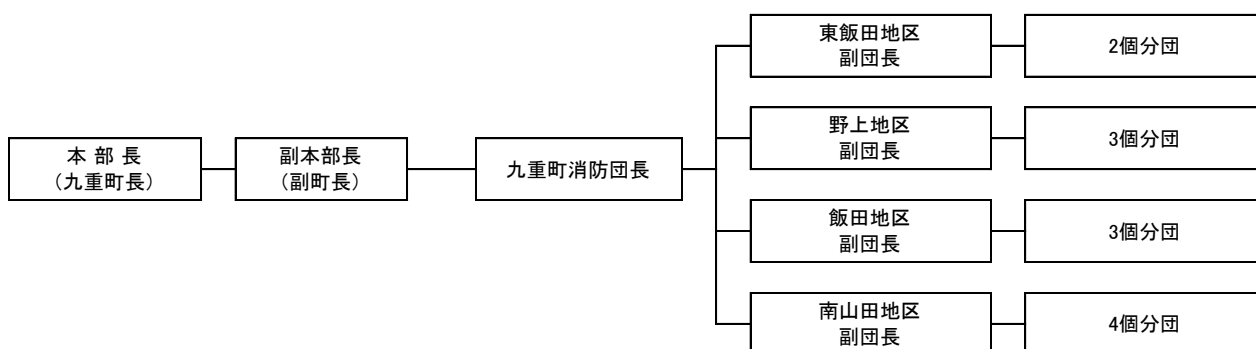 本 部 長
（九重町長）
副本部長
（副町長）
九重町消防団長
東飯田地区
副団長
2個分団
野上地区
副団長
3個分団
飯田地区
副団長
3個分団
南山田地区
副団長
4個分団